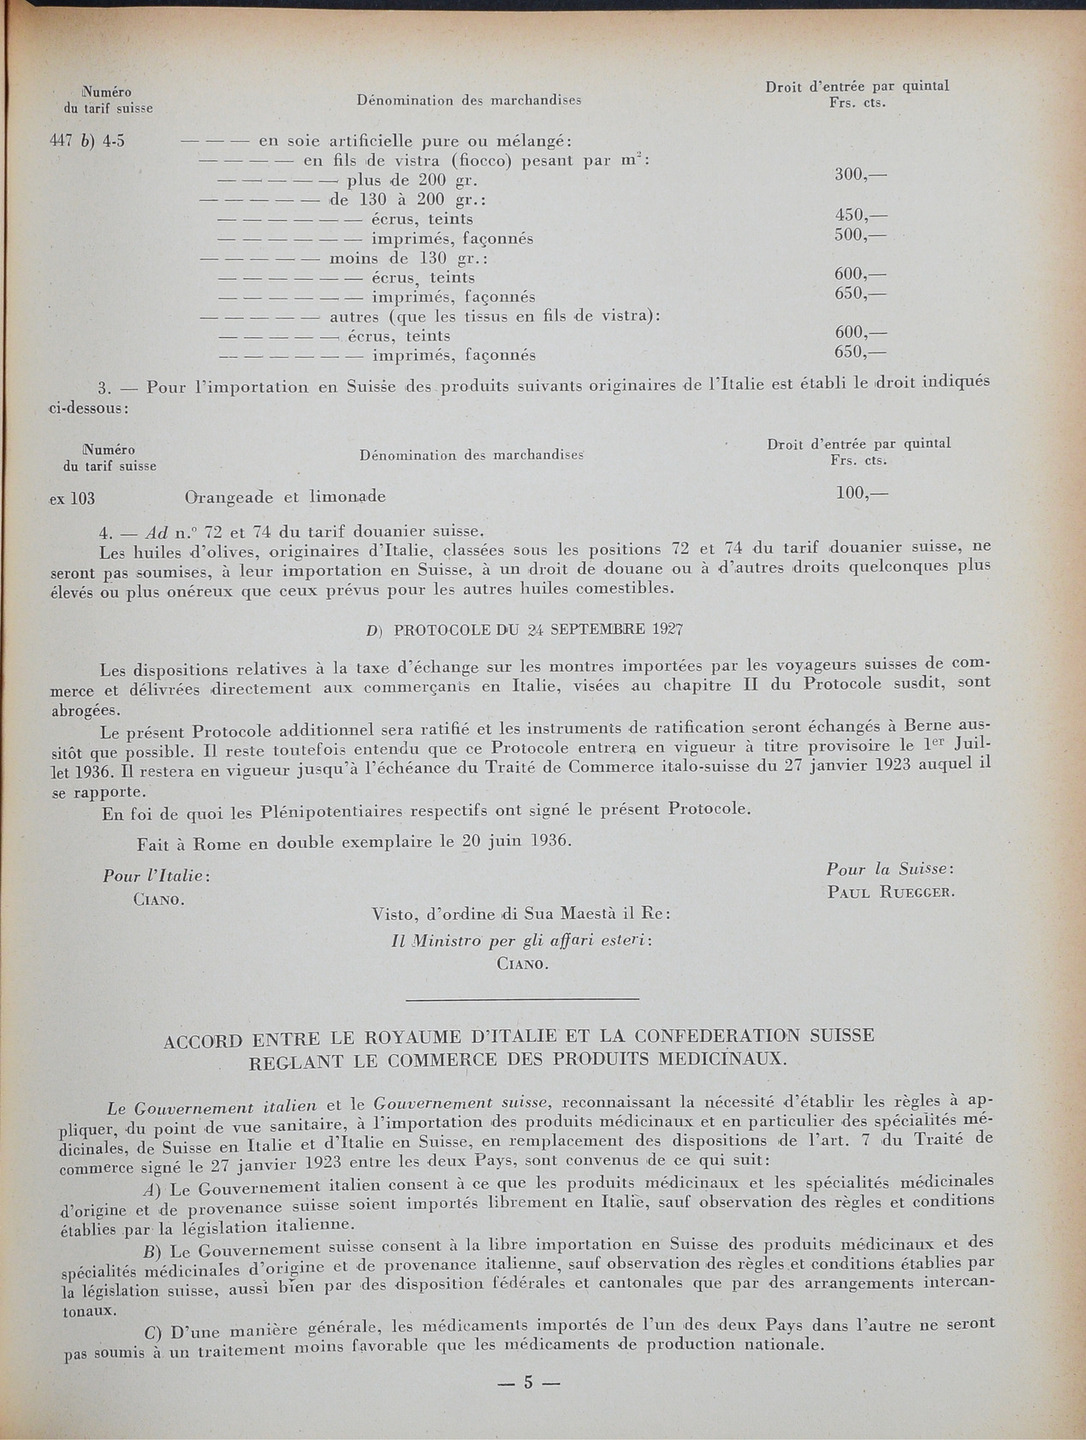 Numéro
du tarif suisse
Dénomination des marchandises
Droit d'entrée par quintal
Frs. cts.
447 b) 4-5 — — — en soie artificielle pure ou mélangé:
— — — — en fils de vistra (fiocco) pesant par m²:
— — — — — plus de 200 gr. 300,—
— — — — — de 130 à 200 gr.:
— — — — — — écrus, teints 450,—
— — — — — — imprimés, façonnés 500,—
— — — — — moins de 130 gr.:
— — — — — — écrus, teints 600,—
— — — — — — imprimés, façonnés 650,—
— — — — — autres (que les tissus en fils de vistra):
— — — — — écrus, teints 600,—
— — — — — — imprimés, façonnés 650,—
3. — Pour l'importation en Suisse des produits suivants originaires de l'Italie est établi le droit indiqués
ci-dessous:
Numéro
du tarif suisse
Dénomination des marchandises
Droit d'entrée par quintal
Frs. cts.
ex 103 Orangeade et limonade 100,—
4. — Ad n.° 72 et 74 du tarif douanier suisse.
Les huiles d'olives, originaires d'Italie, classées sous les positions 72 et 74 du tarif douanier suisse, ne
seront pas soumises, à leur importation en Suisse, à un droit de douane ou à d'autres droits quelconques plus
élevés ou plus onéreux que ceux prévus pour les autres huiles comestibles.
D) PROTOCOLE DU 24 SEPTEMBRE 1927
Les dispositions relatives à la taxe d'échange sur les montres importées par les voyageurs suisses de com-
merce et délivrées directement aux commerçants en Italie, visées au chapitre II du Protocole susdit, sont
abrogées.
Le présent Protocole additionnel sera ratifié et les instruments de ratification seront échangés à Berne aus-
sitôt que possible. Il reste toutefois entendu que ce Protocole entrera en vigueur à titre provisoire le 1er Juil-
let 1936. Il restera en vigueur jusqu'à l'échéance du Traité de Commerce italo-suisse du 27 janvier 1923 auquel il
se rapporte.
En foi de quoi les Plénipotentiaires respectifs ont signé le présent Protocole.
Fait à Rome en double exemplaire le 20 juin 1936.
Pour l'Italie:
CIANO.
Pour la Suisse:
PAUL RUEGGER.
Visto, d'ordine di Sua Maestà il Re:
Il Ministro per gli affari esteri:
CIANO.
ACCORD ENTRE LE ROYAUME D'ITALIE ET LA CONFEDERATION SUISSE
REGLANT LE COMMERCE DES PRODUITS MEDICINAUX.
Le Gouvernement italien et le Gouvernement suisse, reconnaissant la nécessité d'établir les règles à ap-
pliquer, du point de vue sanitaire, à l'importation des produits médicinaux et en particulier des spécialités mé-
dicinales, de Suisse en Italie et d'Italie en Suisse, en remplacement des dispositions de l'art. 7 du Traité de
commerce signé le 27 janvier 1923 entre les deux Pays, sont convenus de ce qui suit:
A) Le Gouvernement italien consent à ce que les produits médicinaux et les spécialités médicinales
d'origine et de provenance suisse soient importés librement en Italie, sauf observation des règles et conditions
établies par la législation italienne.
B) Le Gouvernement suisse consent à la libre importation en Suisse des produits médicinaux et des
spécialités médicinales d'origine et de provenance italienne, sauf observation des règles et conditions établies par
la législation suisse, aussi bien par des disposition fédérales et cantonales que par des arrangements intercan-
tonaux.
C) D'une manière générale, les médicaments importés de l'un des deux Pays dans l'autre ne seront
pas soumis à un traitement moins favorable que les médicaments de production nationale.
— 5 —